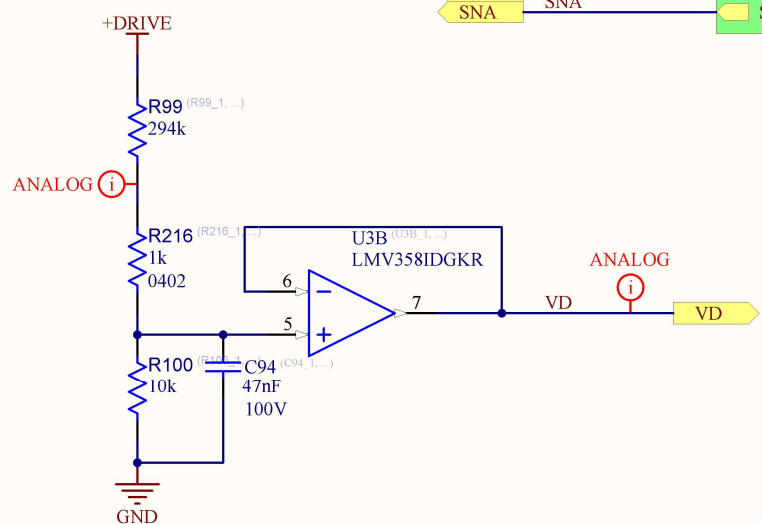 SNA
SNA
+DRIVE
R99 (R99_1, ...)
294k
ANALOG i
R216 (R216_1, ...)
1k
0402
U3B (U3B_1, ...)
LMV358IDGKR
6
5
7
ANALOG
i
VD
VD
R100
10k
C94 (C94_1, ...)
47nF
100V
GND